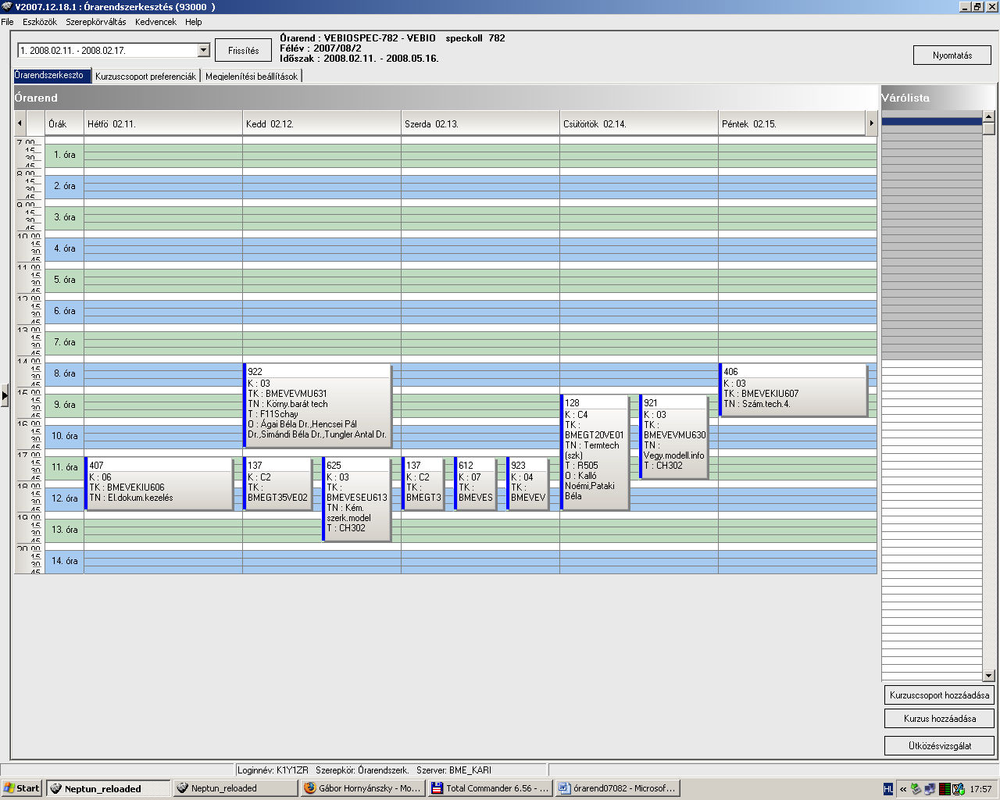 V2007.12.18.1 : Órarendszerkesztés (93000 )
File Eszközök Szerepkörváltás Kedvencek Help
1. 2008.02.11. - 2008.02.17.
Frissítés
Órarend : VEBIOSPEC-782 - VEBIO speckoll 782
Félév : 2007/08/2
Időszak : 2008.02.11. - 2008.05.16.
Nyomtatás
Órarendszerkeszto Kurzuscsoport preferenciák Megjelenítési beállítások
Órarend
Várólista
Órák Hétfő 02.11. Kedd 02.12. Szerda 02.13. Csütörtök 02.14. Péntek 02.15.
7 00
15
30
45
1. óra
8 00
15
30
45
2. óra
9 00
15
30
45
3. óra
10 00
15
30
45
4. óra
11 00
15
30
45
5. óra
12 00
15
30
45
6. óra
13 00
15
30
45
7. óra
14 00
15
30
45
8. óra
15 00
15
30
45
9. óra
16 00
15
30
45
10. óra
17 00
15
30
45
11. óra
18 00
15
30
45
12. óra
19 00
15
30
45
13. óra
20 00
15
30
45
14. óra
407
K : 06
TK : BMEVEKIU606
TN : El.dokum.kezelés
922
K : 03
TK : BMEVEVMU631
TN : Körny.barát tech
T : F11Schay
O : Ágai Béla Dr.,Hencsei Pál
Dr.,Simándi Béla Dr.,Tungler Antal Dr.
137
K : C2
TK :
BMEGT35VE02
625
K : 03
TK :
BMEVESEU613
TN : Kém.
szerk.model
T : CH302
137
K : C2
TK :
BMEGT3
612
K : 07
TK :
BMEVES
923
K : 04
TK :
BMEVEV
128
K : C4
TK :
BMEGT20VE01
TN : Termtech
(szk)
T : R505
O : Kalló
Noémi,Pataki
Béla
921
K : 03
TK :
BMEVEVMU630
TN :
Vegy.modell.info
T : CH302
406
K : 03
TK : BMEVEKIU607
TN : Szám.tech.4.
Kurzuscsoport hozzáadása
Kurzus hozzáadása
Ütközésvizsgálat
Loginnév: K1Y1ZR Szerepkör: Órarendszerk. Szerver: BME_KARI
Start Neptun_reloaded Neptun_reloaded Gábor Hornyánszky - Mo... Total Commander 6.56 - ... órarend07082 - Microsof... HU « 17:57